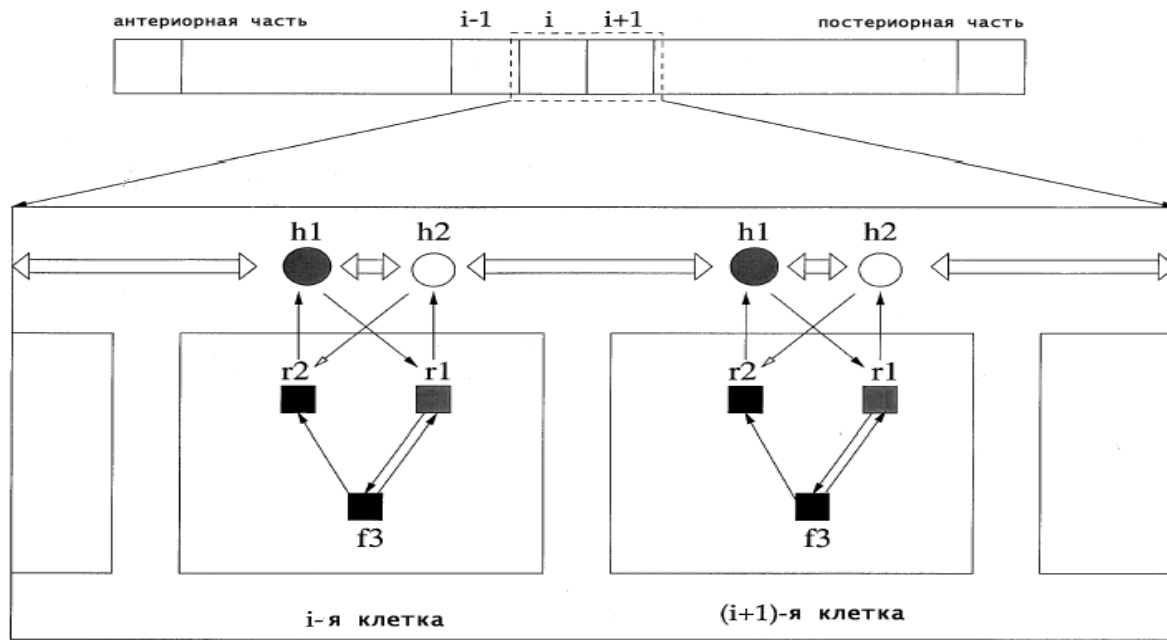 антериорная часть i-1 i i+1 постериорная часть
h1 h2 h1 h2
r2 r1 r2 r1
f3 f3
i-я клетка (i+1)-я клетка